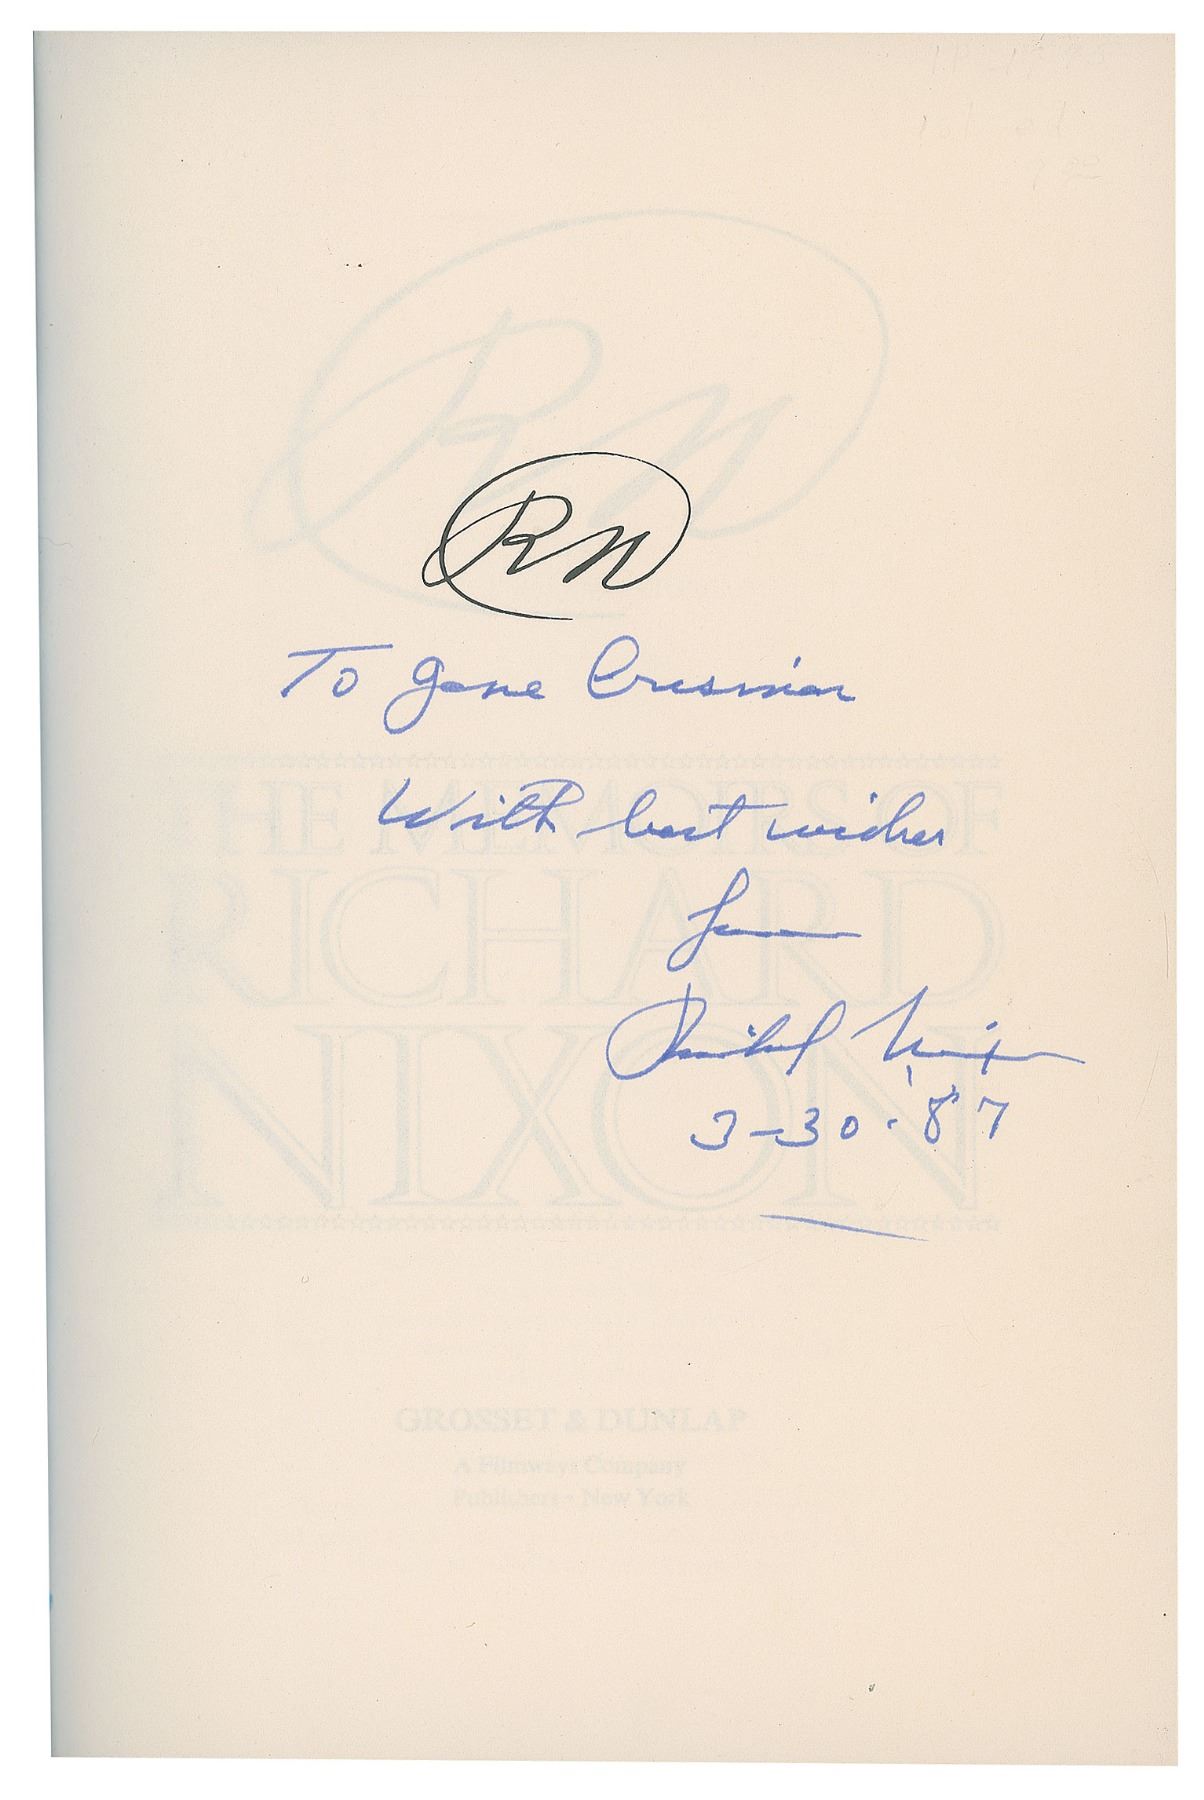 RN
To Jane Crusinian
With best wishes
from
Richard Nixon
3-30-'87
THE MEMOIRS OF
RICHARD
NIXON
GROSSET & DUNLAP
A Filmways Company
Publishers • New York